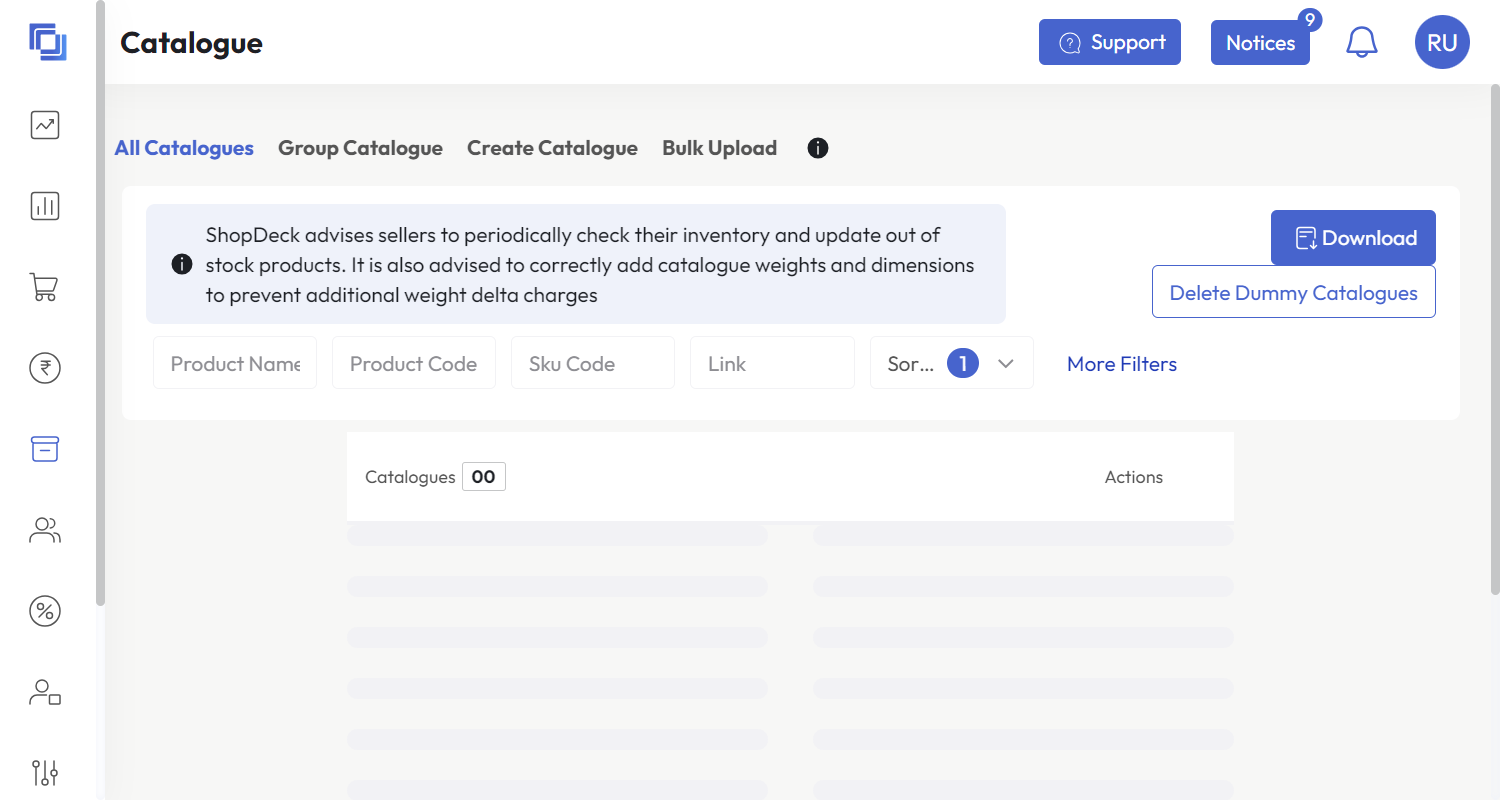 Catalogue
Support
Notices
9
RU
All Catalogues
Group Catalogue
Create Catalogue
Bulk Upload
ShopDeck advises sellers to periodically check their inventory and update out of
stock products. It is also advised to correctly add catalogue weights and dimensions
to prevent additional weight delta charges
Download
Delete Dummy Catalogues
Product Name
Product Code
Sku Code
Link
Sor... 1
More Filters
Catalogues 00
Actions